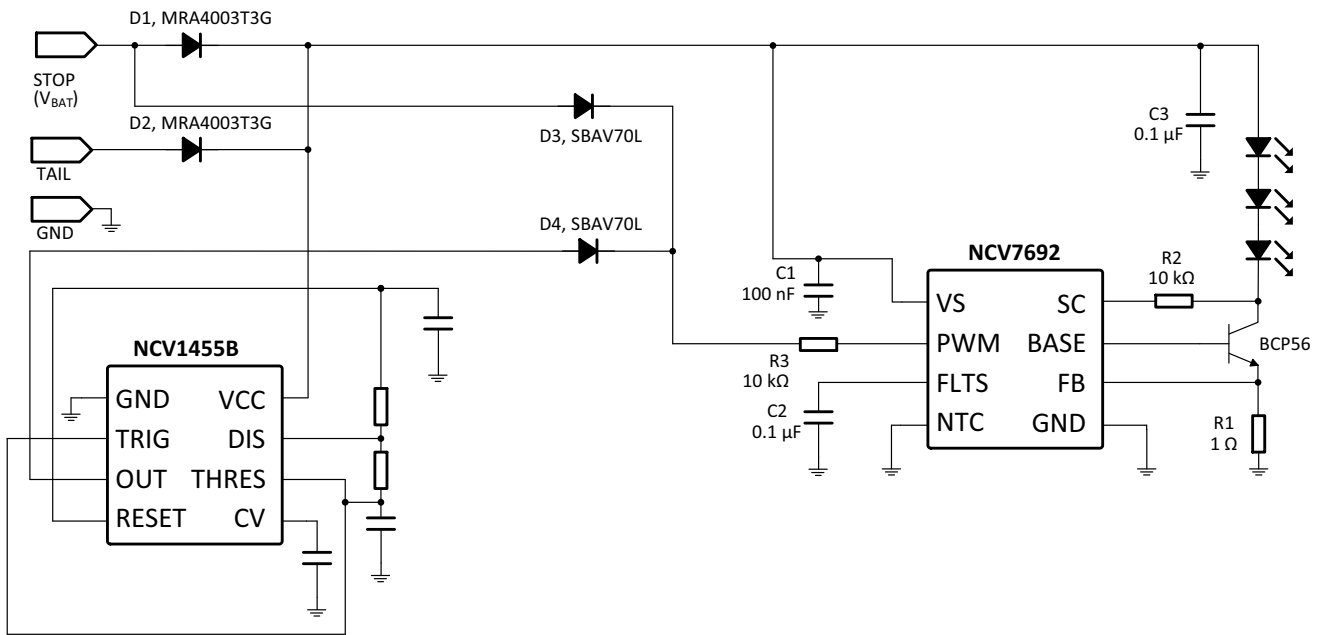 D1, MRA4003T3G
STOP
(VBAT)
D2, MRA4003T3G
TAIL
GND
D3, SBAV70L
D4, SBAV70L
C3
0.1 µF
NCV7692
C1
100 nF
R2
10 kΩ
VS
SC
PWM
BASE
BCP56
R3
10 kΩ
FLTS
FB
C2
0.1 µF
NTC
GND
R1
1 Ω
NCV1455B
GND
VCC
TRIG
DIS
OUT
THRES
RESET
CV